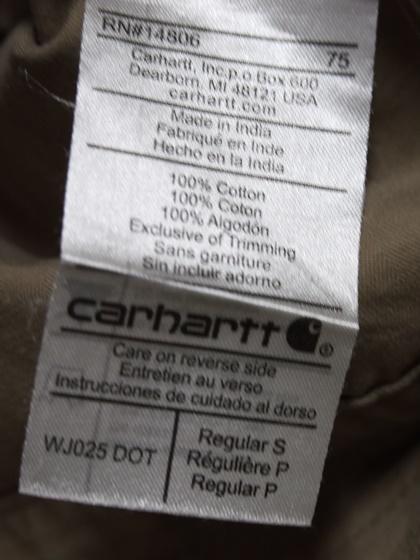 RN#14806 75
Carhartt, Inc.p.o Box 600
Dearborn, MI 48121 USA
carhartt.com
Made in India
Fabriqué en Inde
Hecho en la India
100% Cotton
100% Coton
100% Algodón
Exclusive of Trimming
Sans garniture
Sin incluir adorno
carhartt ®
Care on reverse side
Entretien au verso
Instrucciones de cuidado al dorso
WJ025 DOT
Regular S
Régulière P
Regular P